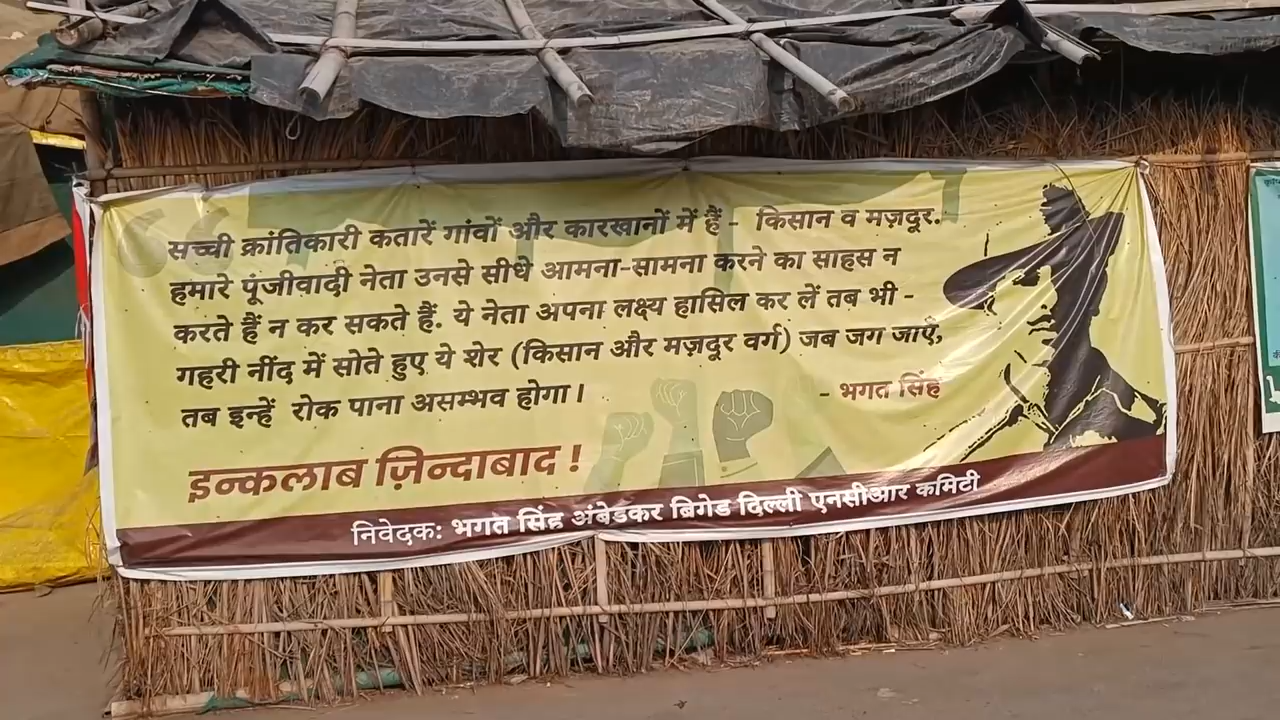 सच्ची क्रांतिकारी कतारें गांवों और कारखानों में हैं - किसान व मज़दूर.
हमारे पूंजीवादी नेता उनसे सीधे आमना-सामना करने का साहस न
करते हैं न कर सकते हैं. ये नेता अपना लक्ष्य हासिल कर लें तब भी -
गहरी नींद में सोते हुए ये शेर (किसान और मज़दूर वर्ग) जब जग जाएँ,
तब इन्हें रोक पाना असम्भव होगा।
- भगत सिंह
इन्कलाब ज़िन्दाबाद !
निवेदक: भगत सिंह अंबेडकर ब्रिगेड दिल्ली एनसीआर कमिटी